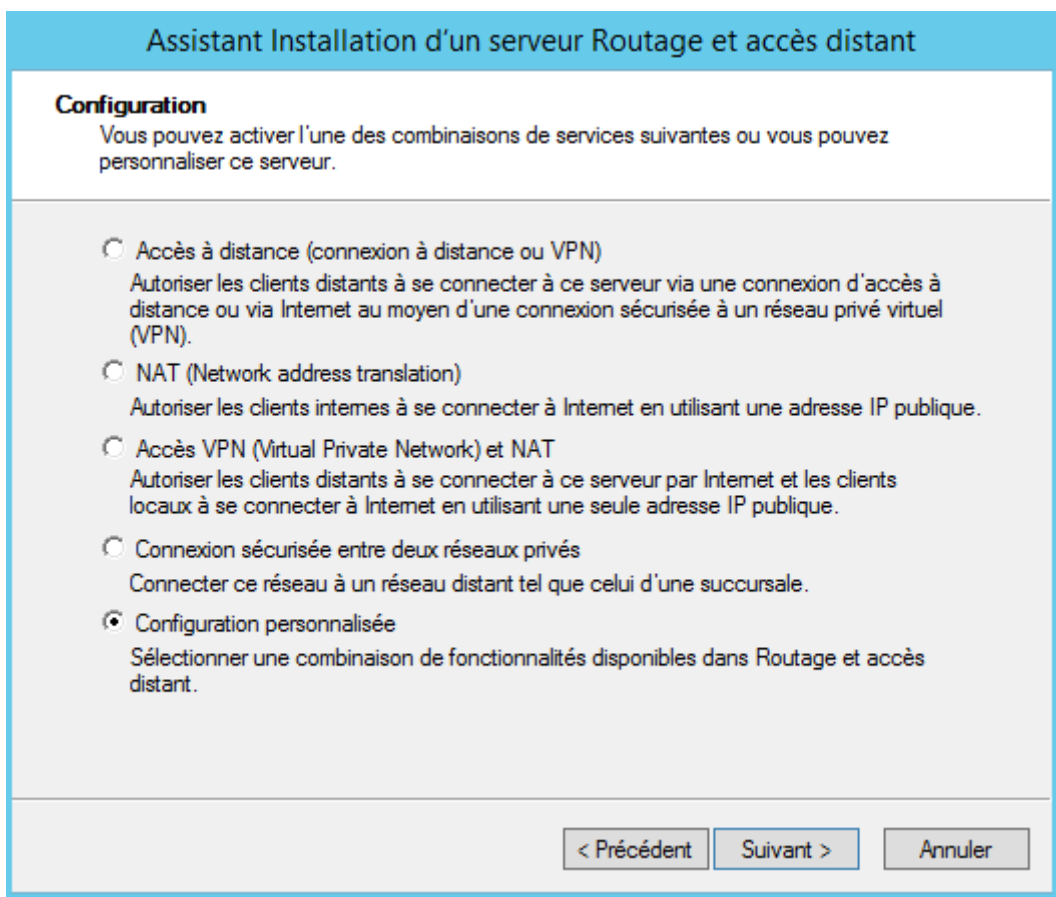 Assistant Installation d'un serveur Routage et accès distant
Configuration
Vous pouvez activer l'une des combinaisons de services suivantes ou vous pouvez
personnaliser ce serveur.
Accès à distance (connexion à distance ou VPN)
Autoriser les clients distants à se connecter à ce serveur via une connexion d'accès à
distance ou via Internet au moyen d'une connexion sécurisée à un réseau privé virtuel
(VPN).
NAT (Network address translation)
Autoriser les clients internes à se connecter à Internet en utilisant une adresse IP publique.
Accès VPN (Virtual Private Network) et NAT
Autoriser les clients distants à se connecter à ce serveur par Internet et les clients
locaux à se connecter à Internet en utilisant une seule adresse IP publique.
Connexion sécurisée entre deux réseaux privés
Connecter ce réseau à un réseau distant tel que celui d'une succursale.
Configuration personnalisée
Sélectionner une combinaison de fonctionnalités disponibles dans Routage et accès
distant.
< Précédent Suivant > Annuler